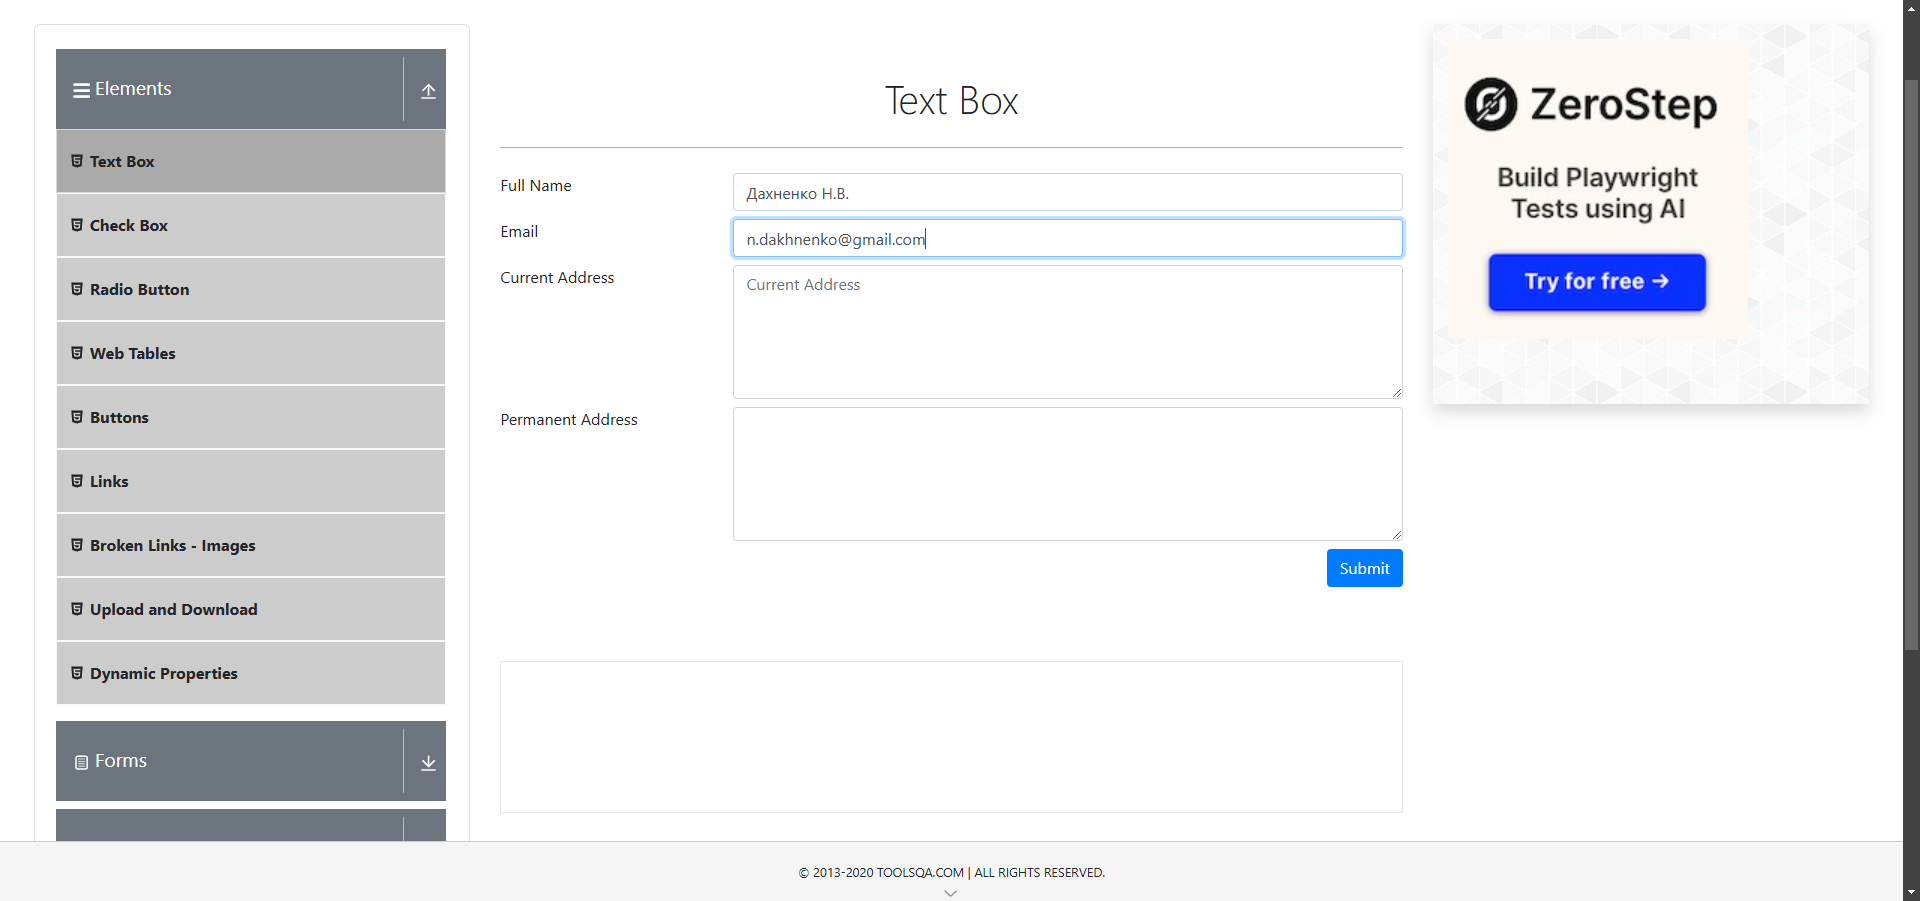 Elements
Text Box
Check Box
Radio Button
Web Tables
Buttons
Links
Broken Links - Images
Upload and Download
Dynamic Properties
Forms
Text Box
Full Name
Дахненко Н.В.
Email
n.dakhnenko@gmail.com
Current Address
Current Address
Permanent Address
Submit
ZeroStep
Build Playwright
Tests using AI
Try for free →
© 2013-2020 TOOLSQA.COM | ALL RIGHTS RESERVED.